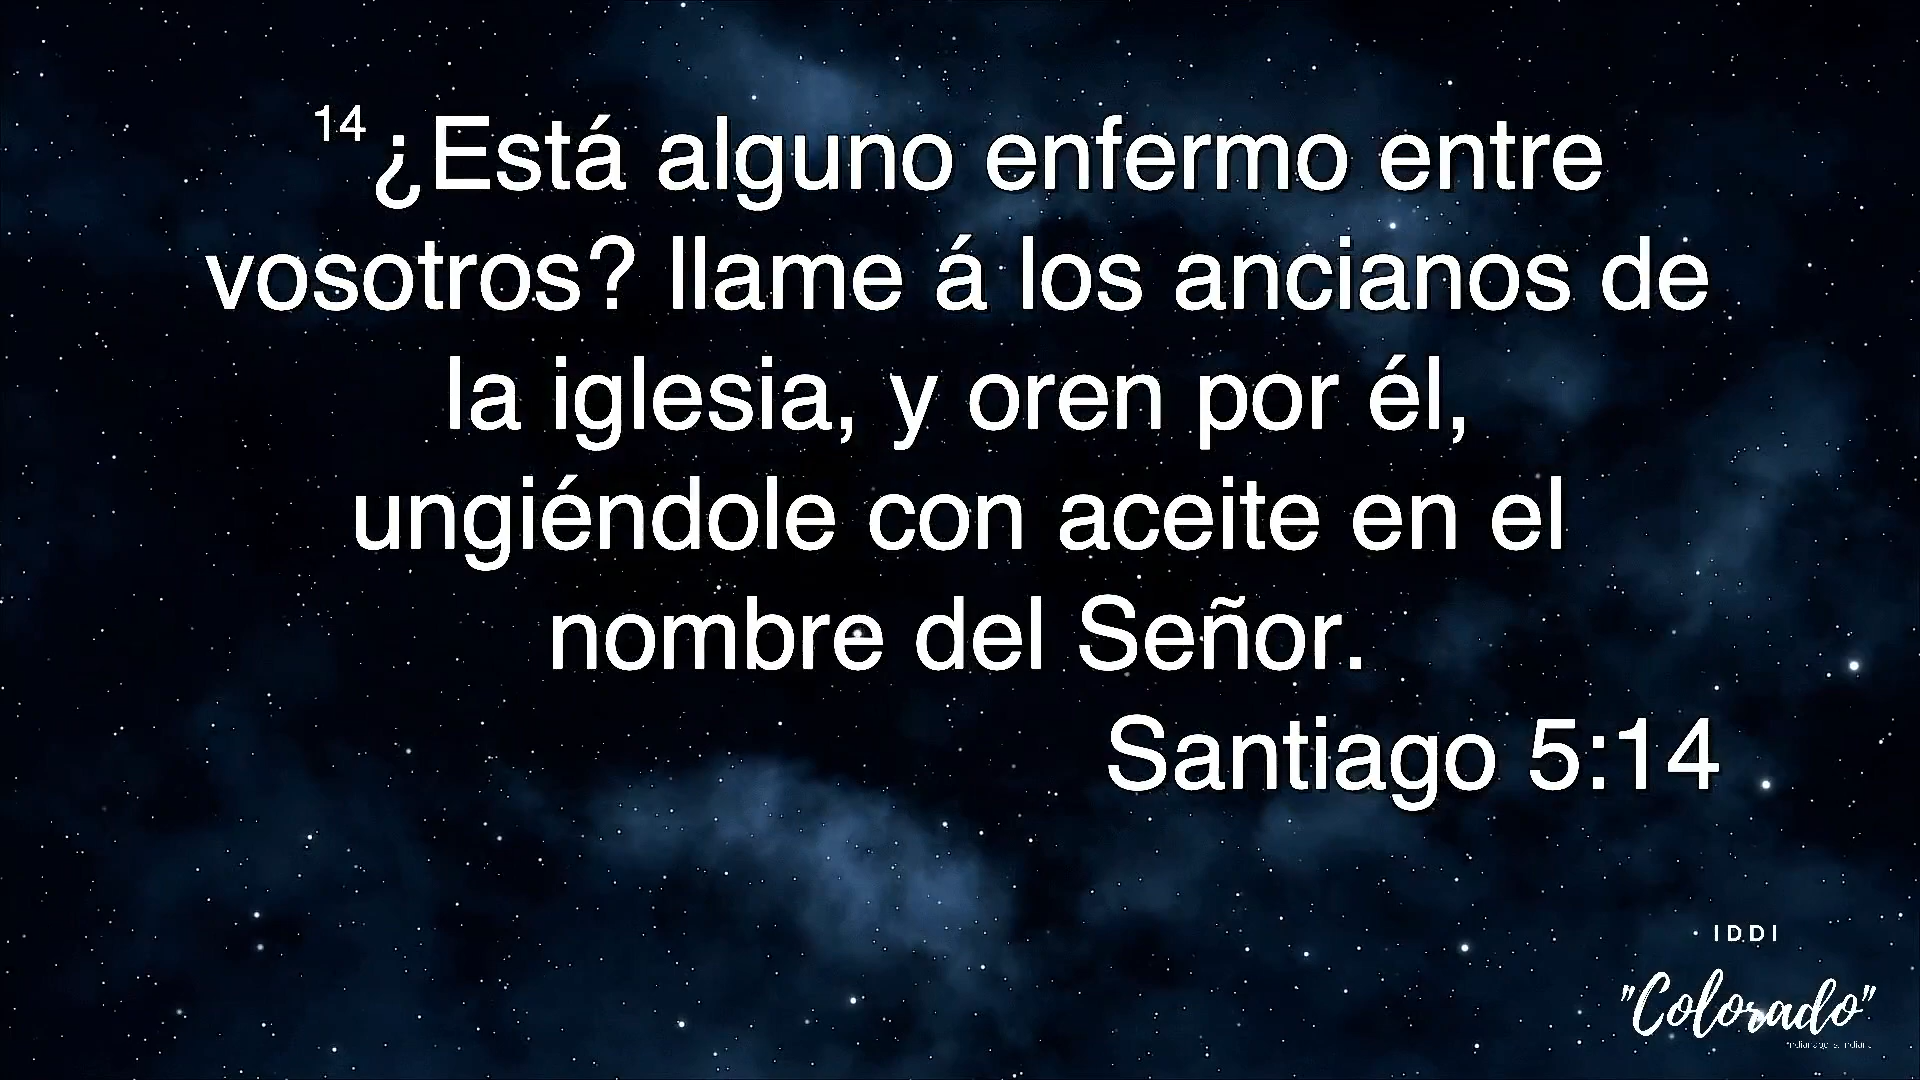 14 ¿Está alguno enfermo entre
vosotros? llame á los ancianos de
la iglesia, y oren por él,
ungiéndole con aceite en el
nombre del Señor.
Santiago 5:14
IDDI
"Colorado"